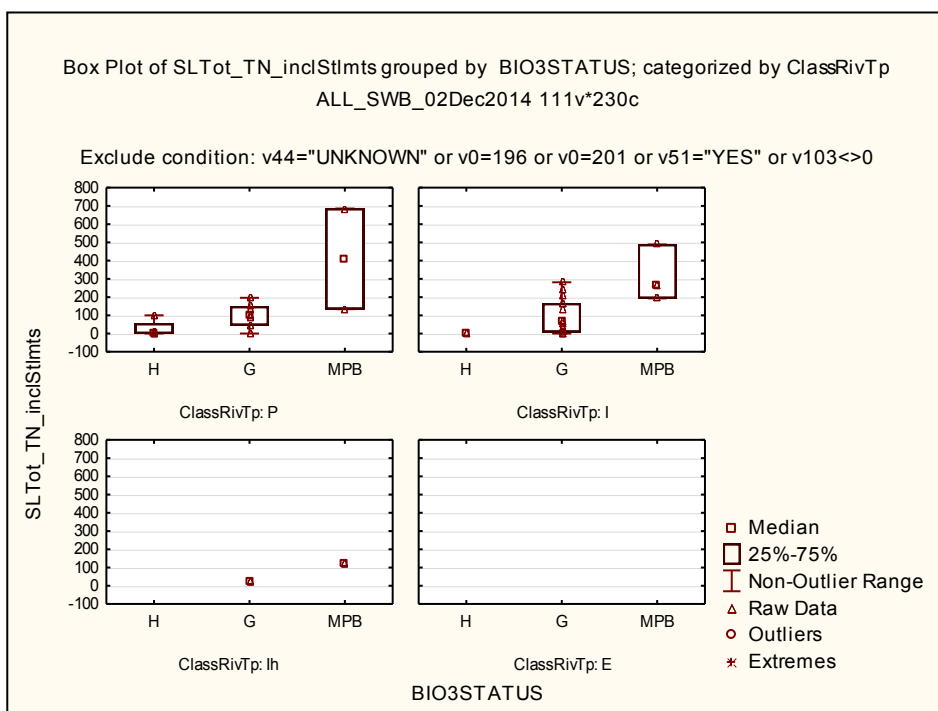 Box Plot of SLTot_TN_inclStlmts grouped by BIO3STATUS; categorized by ClassRivTp
ALL_SWB_02Dec2014 111v*230c
Exclude condition: v44="UNKNOWN" or v0=196 or v0=201 or v51="YES" or v103<>0
SLTot_TN_inclStlmts
800
700
600
500
400
300
200
100
0
-100
H G MPB
ClassRivTp: P
H G MPB
ClassRivTp: I
800
700
600
500
400
300
200
100
0
-100
H G MPB
ClassRivTp: Ih
H G MPB
ClassRivTp: E
BIO3STATUS
Median
25%-75%
Non-Outlier Range
Raw Data
Outliers
Extremes